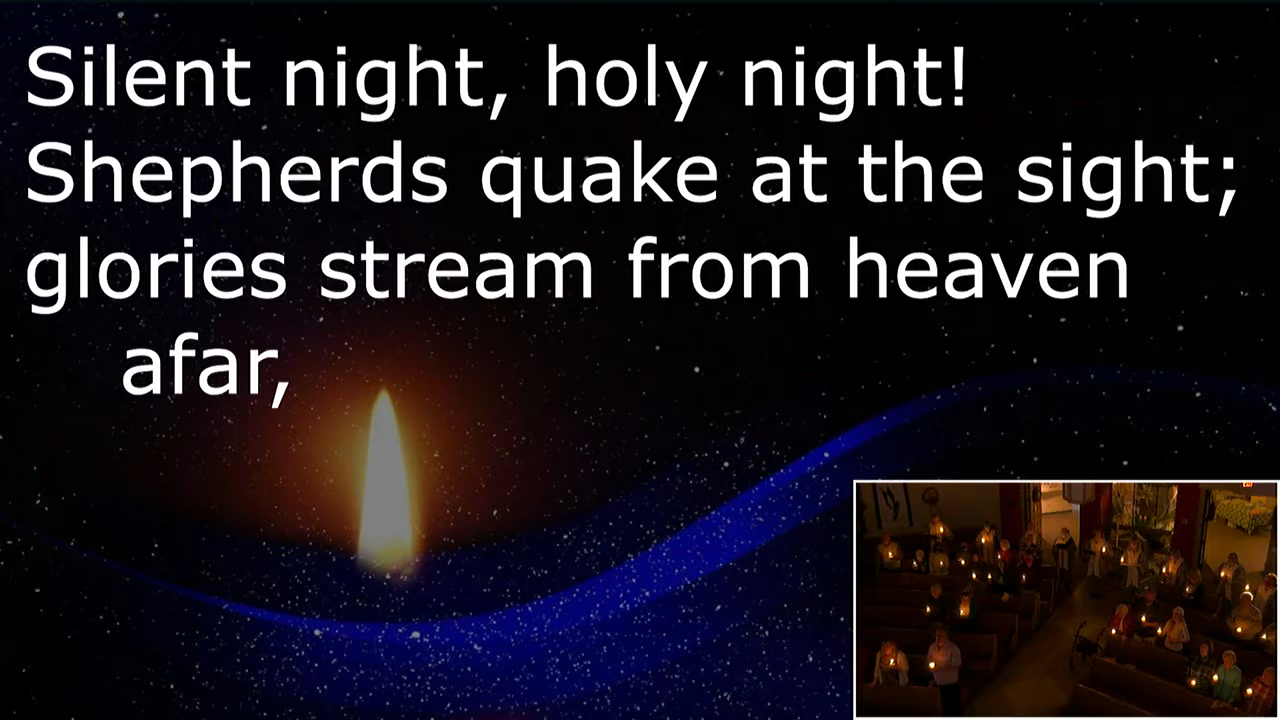 Silent night, holy night!
Shepherds quake at the sight;
glories stream from heaven
afar,